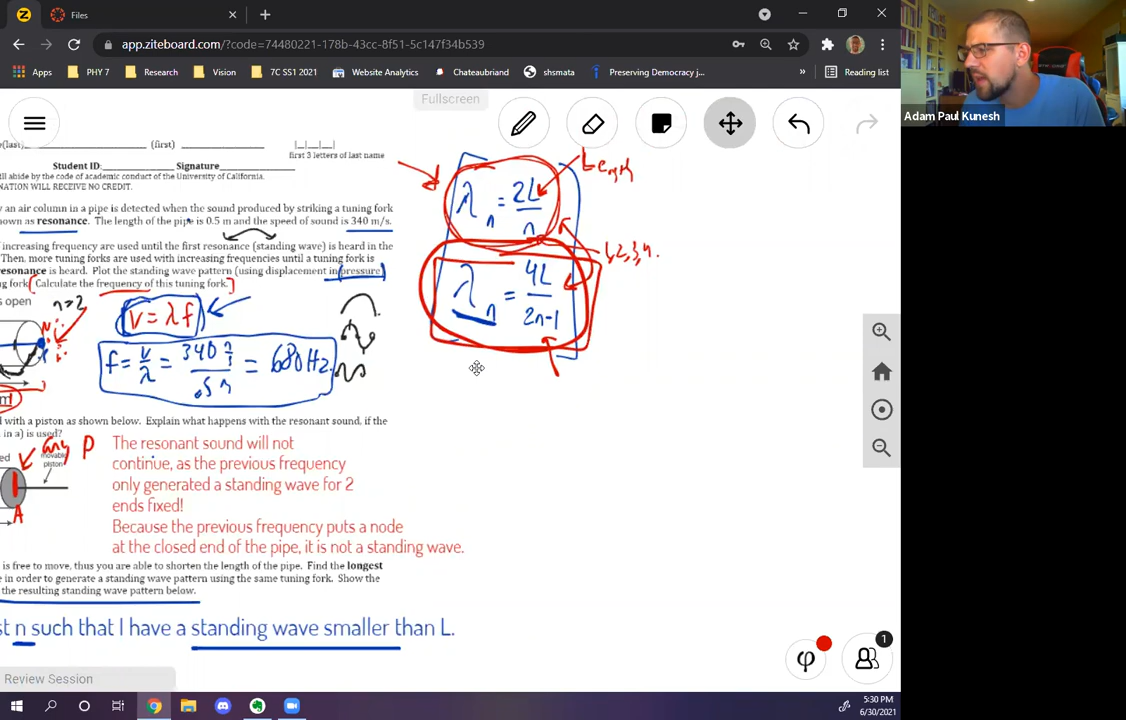 Files
app.ziteboard.com/?code=74480221-178b-43cc-8f51-5c147f34b539
Apps PHY 7 Research Vision 7C SS1 2021 Website Analytics Chateaubriand shsmata Preserving Democracy j... » Reading list
Fullscreen
Adam Paul Kunesh
(last) (first) |__|__|__|
first 3 letters of last name
Student ID: Signature
ill abide by the code of academic conduct of the University of California.
NATION WILL RECEIVE NO CREDIT.
y an air column in a pipe is detected when the sound produced by striking a tuning fork
nown as resonance. The length of the pipe is 0.5 m and the speed of sound is 340 m/s.
increasing frequency are used until the first resonance (standing wave) is heard in the
Then, more tuning forks are used with increasing frequencies until a tuning fork is
resonance is heard. Plot the standing wave pattern (using displacement in pressure)
ng fork. [Calculate the frequency of this tuning fork.]
is open
n=2
v=λf
f = v/λ = 340 / .5 = 680 Hz.
λn = 2L/n
Length
1,2,3,4.
λn = 4L/2n-1
with a piston as shown below. Explain what happens with the resonant sound, if the
in a) is used?
ed
any P
movable
piston
A
The resonant sound will not
continue, as the previous frequency
only generated a standing wave for 2
ends fixed!
Because the previous frequency puts a node
at the closed end of the pipe, it is not a standing wave.
is free to move, thus you are able to shorten the length of the pipe. Find the longest
e in order to generate a standing wave pattern using the same tuning fork. Show the
the resulting standing wave pattern below.
st n such that I have a standing wave smaller than L.
Review Session
1
5:30 PM
6/30/2021